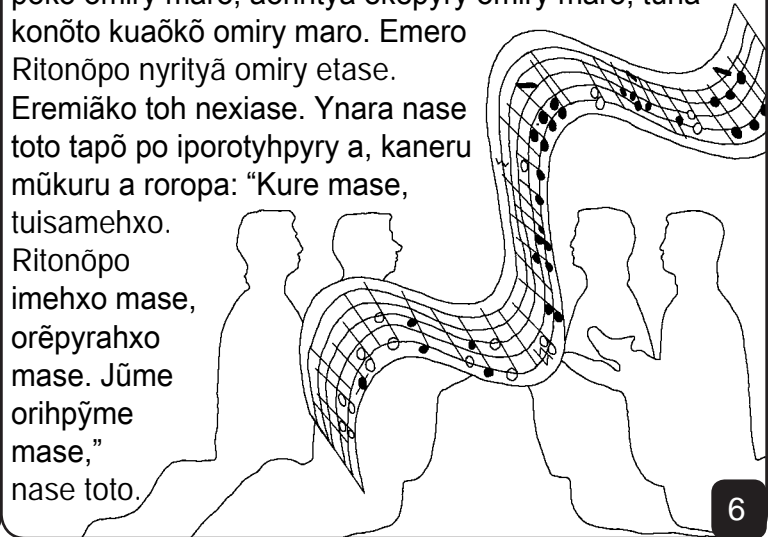 konõto kuaõkõ omiry maro. Emero
Ritonõpo nyrityã omiry etase.
Eremiãko toh nexiase. Ynara nase
toto tapõ po iporotyhpyry a, kaneru
mũkuru a roropa: “Kure mase,
tuisamehxo.
Ritonõpo
imehxo mase,
orẽpyrahxo
mase. Jũme
orihpỹme
mase,”
nase toto.
6